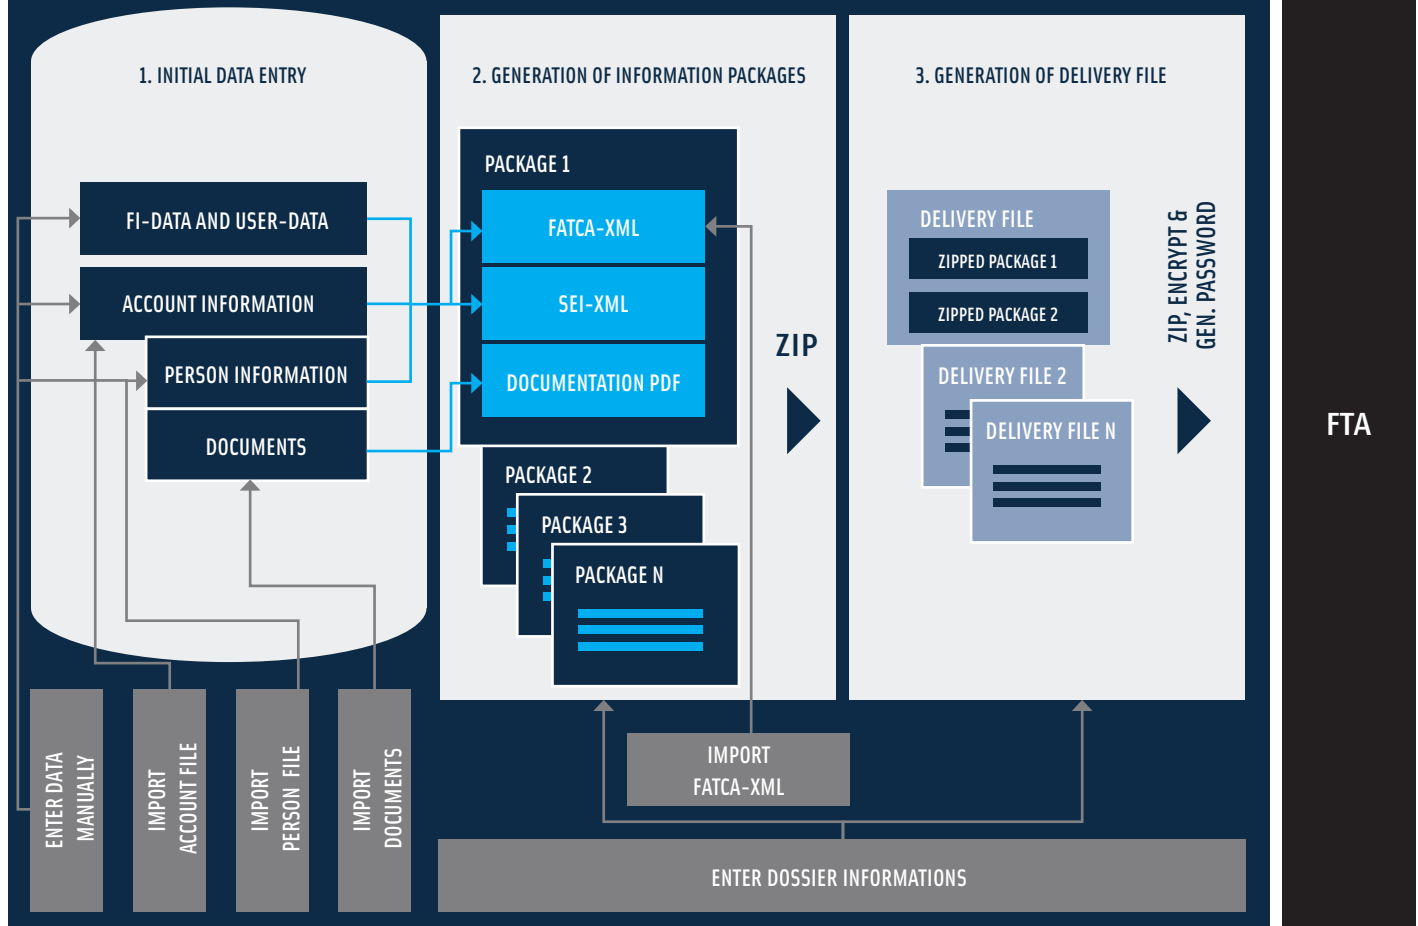 1. INITIAL DATA ENTRY
FI-DATA AND USER-DATA
ACCOUNT INFORMATION
PERSON INFORMATION
DOCUMENTS
ENTER DATA
MANUALLY
IMPORT
ACCOUNT FILE
IMPORT
PERSON FILE
IMPORT
DOCUMENTS
2. GENERATION OF INFORMATION PACKAGES
PACKAGE 1
FATCA-XML
SEI-XML
DOCUMENTATION PDF
PACKAGE 2
PACKAGE 3
PACKAGE N
ZIP
IMPORT
FATCA-XML
ENTER DOSSIER INFORMATIONS
3. GENERATION OF DELIVERY FILE
DELIVERY FILE
ZIPPED PACKAGE 1
ZIPPED PACKAGE 2
DELIVERY FILE 2
DELIVERY FILE N
ZIP, ENCRYPT &
GEN. PASSWORD
FTA